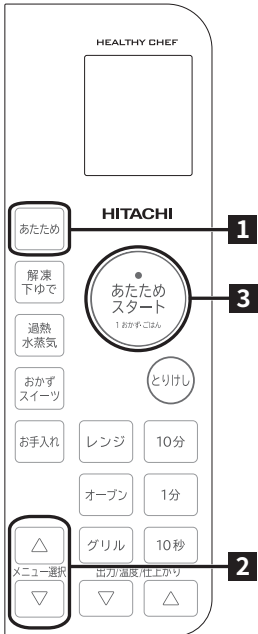 HEALTHY CHEF
HITACHI
あたため
1
解凍
下ゆで
あたため
スタート
1 おかず・ごはん
3
過熱
水蒸気
おかず
スイーツ
とりけし
お手入れ
レンジ
10分
オーブン
1分
△
グリル
10秒
メニュー選択
出力/温度/仕上がり
2
▽
▽
△